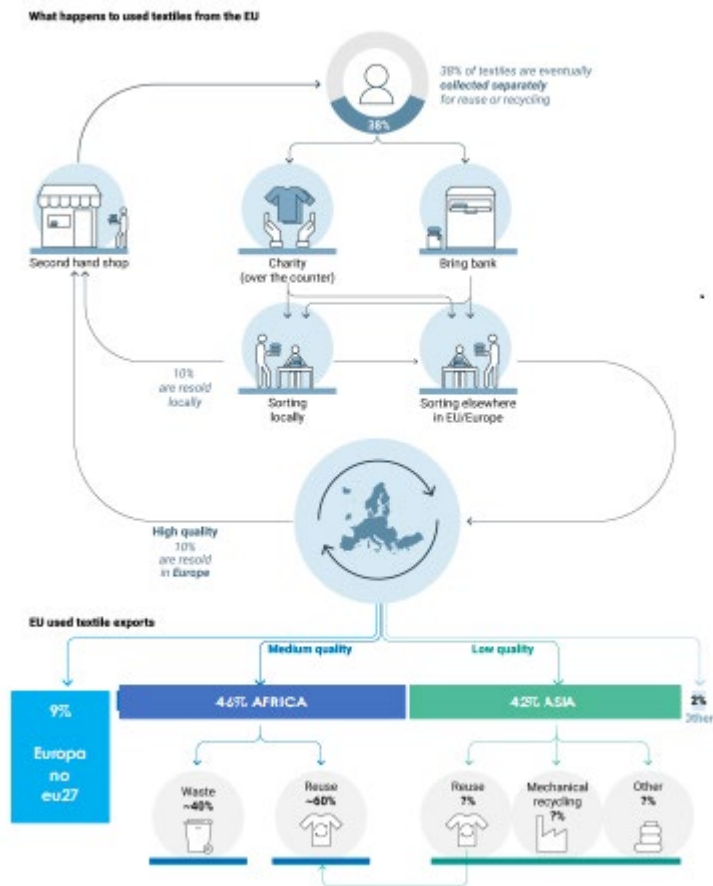 What happens to used textiles from the EU
38% of textiles are eventually
collected separately
for reuse or recycling
38%
Second hand shop
Charity
(over the counter)
Bring bank
10%
are resold
locally
Sorting
locally
Sorting elsewhere
in EU/Europe
High quality
10%
are resold
in Europe
EU used textile exports
Medium quality
Low quality
9%
Europa
no
eu27
46% AFRICA
42% ASIA
2%
Other
Waste
~40%
Reuse
~60%
Reuse
?%
Mechanical
recycling
?%
Other
?%